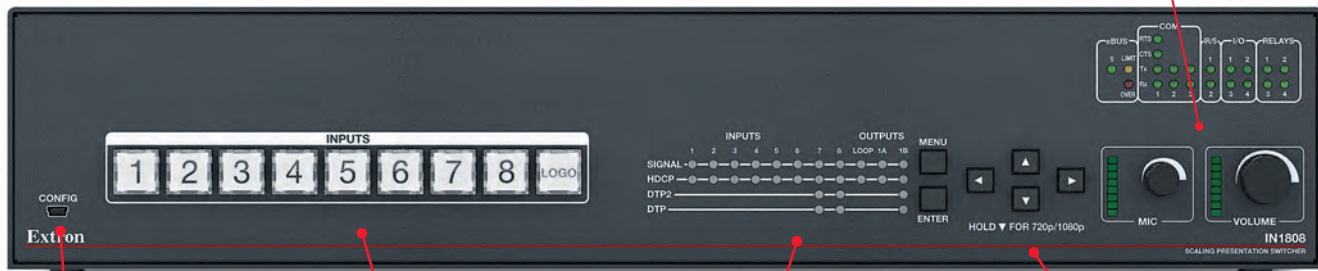 COM
eBUS RTS IR/S I/O RELAYS
CTS
S LIMIT Tx 1 1 2 1 2
OVER Rx 1 2 3 2 3 4 3 4
INPUTS
1 2 3 4 5 6 7 8 LOGO
INPUTS OUTPUTS
1 2 3 4 5 6 7 8 LOOP 1A 1B
SIGNAL
HDCP
DTP2
DTP
MENU
ENTER
HOLD ▼ FOR 720p/1080p
MIC
VOLUME
CONFIG
Extron
IN1808
SCALING PRESENTATION SWITCHER